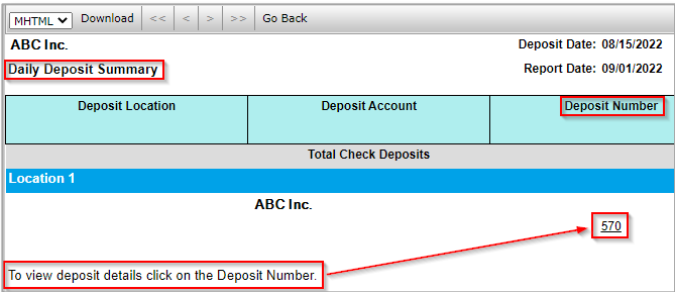 MHTML Download << < > >> Go Back
ABC Inc. Deposit Date: 08/15/2022
Daily Deposit Summary Report Date: 09/01/2022
Deposit Location Deposit Account Deposit Number
Total Check Deposits
Location 1
ABC Inc.
570
To view deposit details click on the Deposit Number.